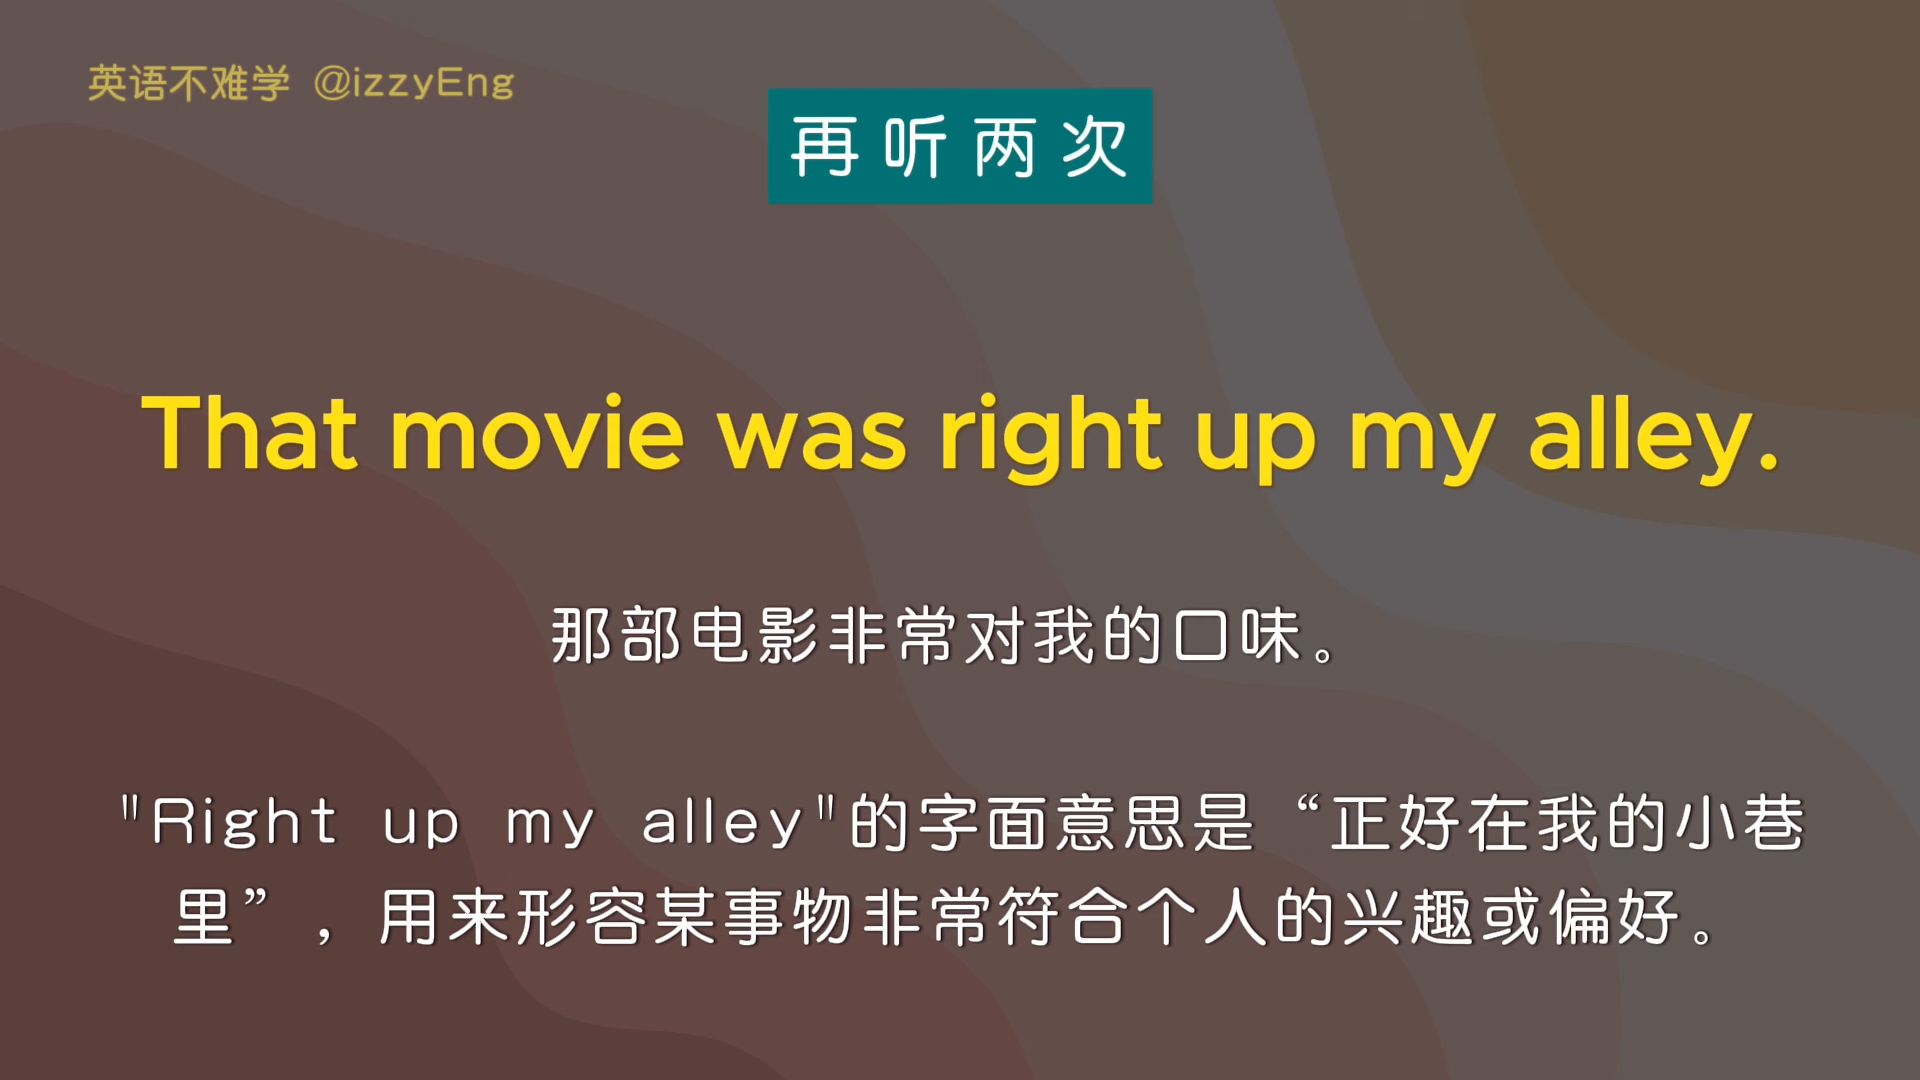 英语不难学 @izzyEng
再听两次
That movie was right up my alley.
那部电影非常对我的口味。
"Right up my alley"的字面意思是“正好在我的小巷
里”，用来形容某事物非常符合个人的兴趣或偏好。